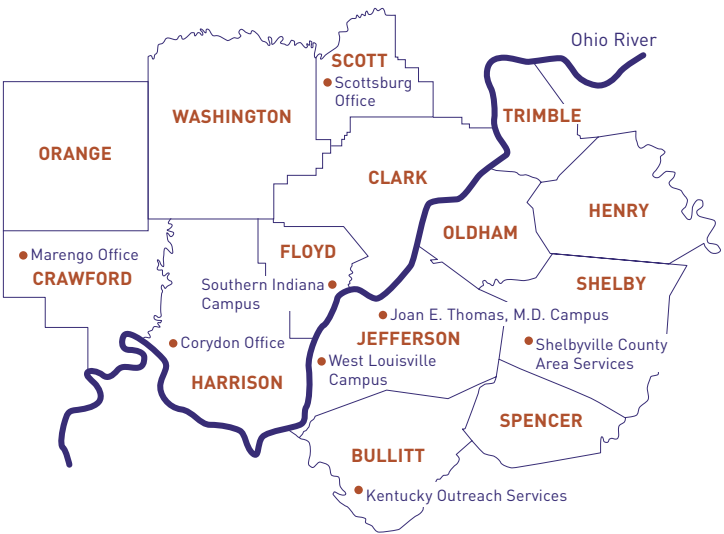 Ohio River
SCOTT
Scottsburg
Office
TRIMBLE
WASHINGTON
ORANGE
CLARK
HENRY
OLDHAM
FLOYD
Marengo Office
CRAWFORD
SHELBY
Southern Indiana
Campus
Joan E. Thomas, M.D. Campus
JEFFERSON
Corydon Office
Shelbyville County
Area Services
West Louisville
Campus
HARRISON
SPENCER
BULLITT
Kentucky Outreach Services